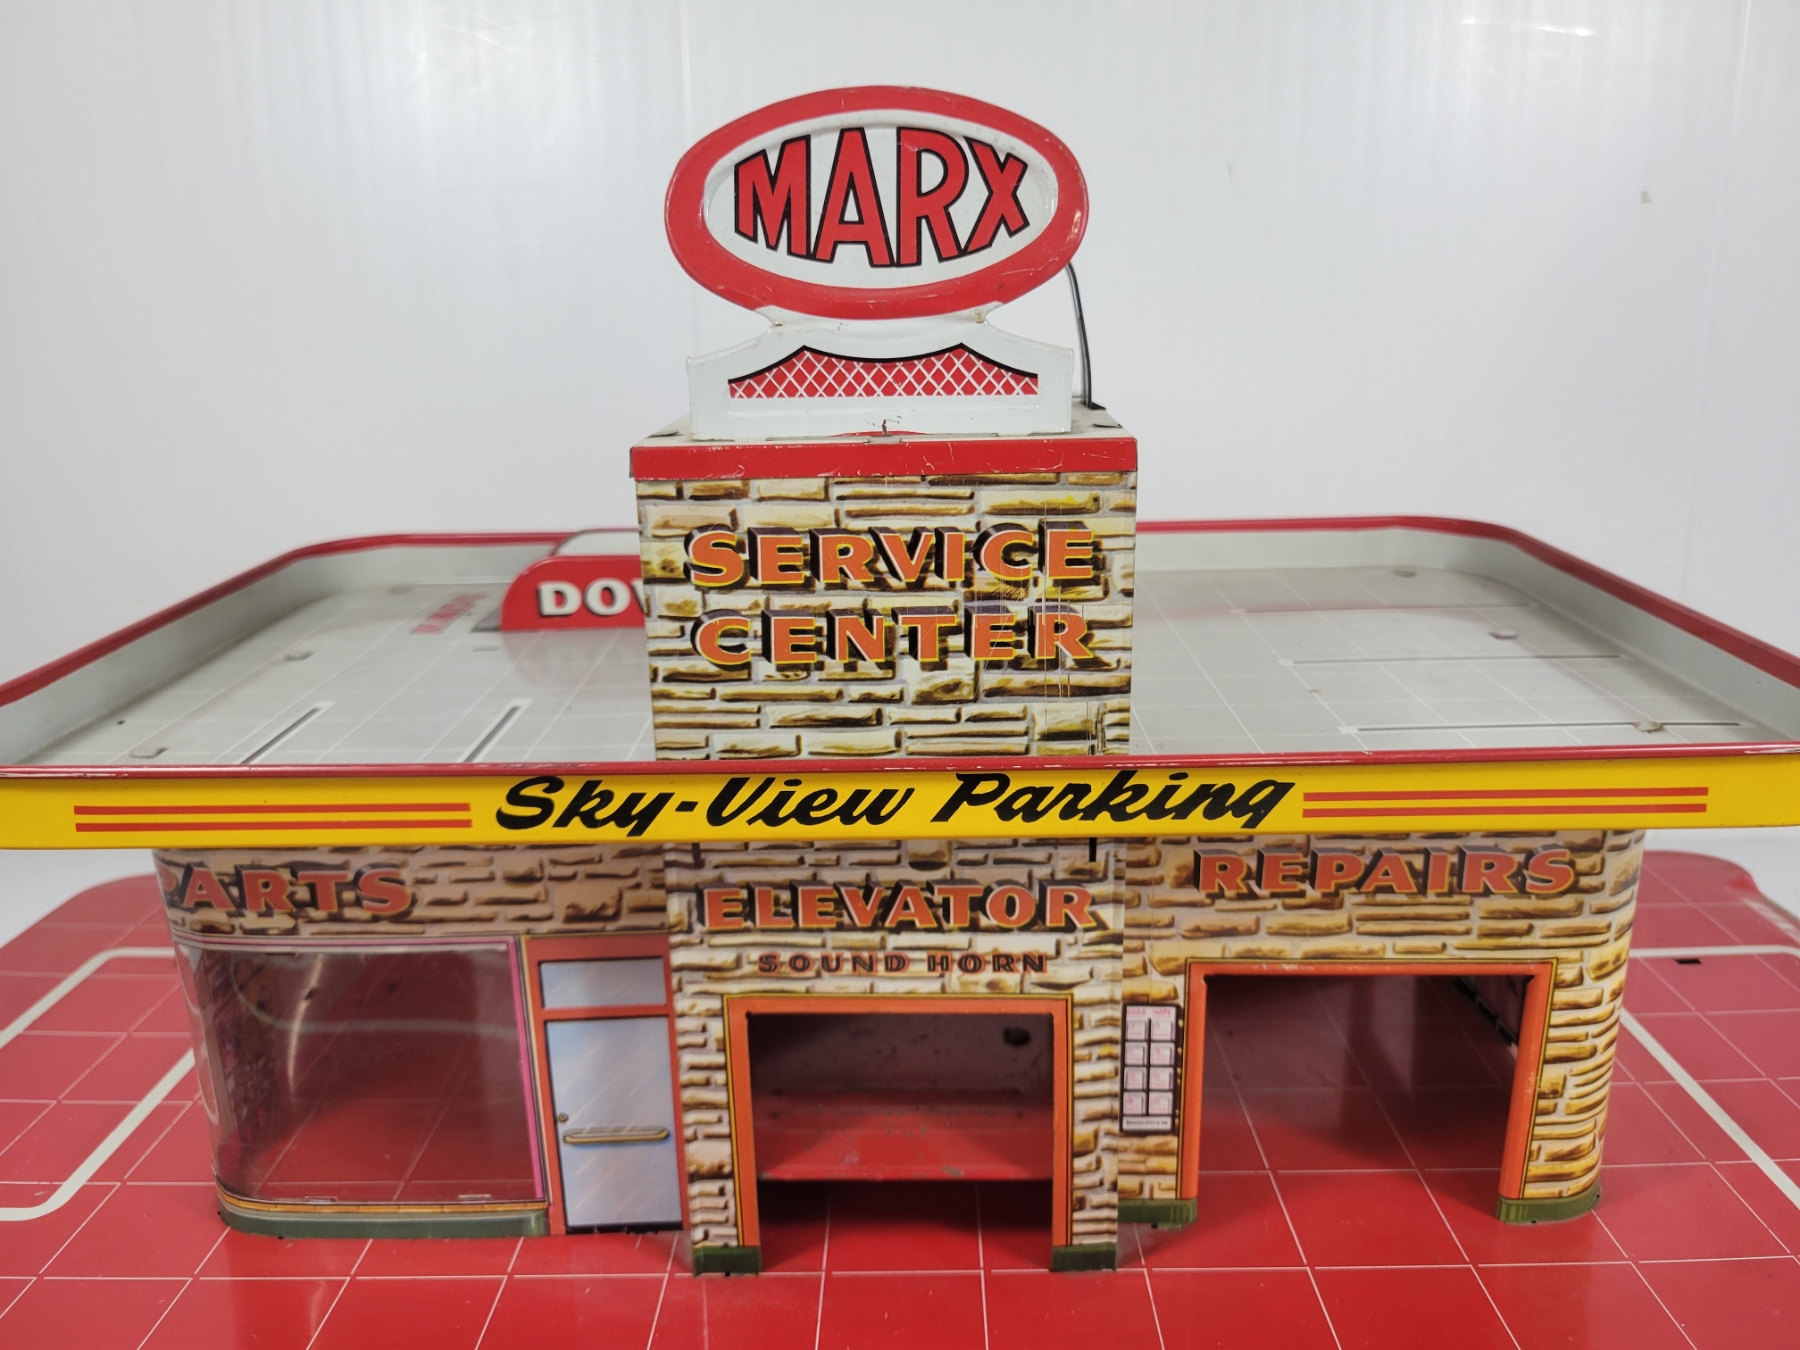 MARX
SERVICE
CENTER
DOW
Sky-View Parking
PARTS
ELEVATOR
SOUND HORN
REPAIRS